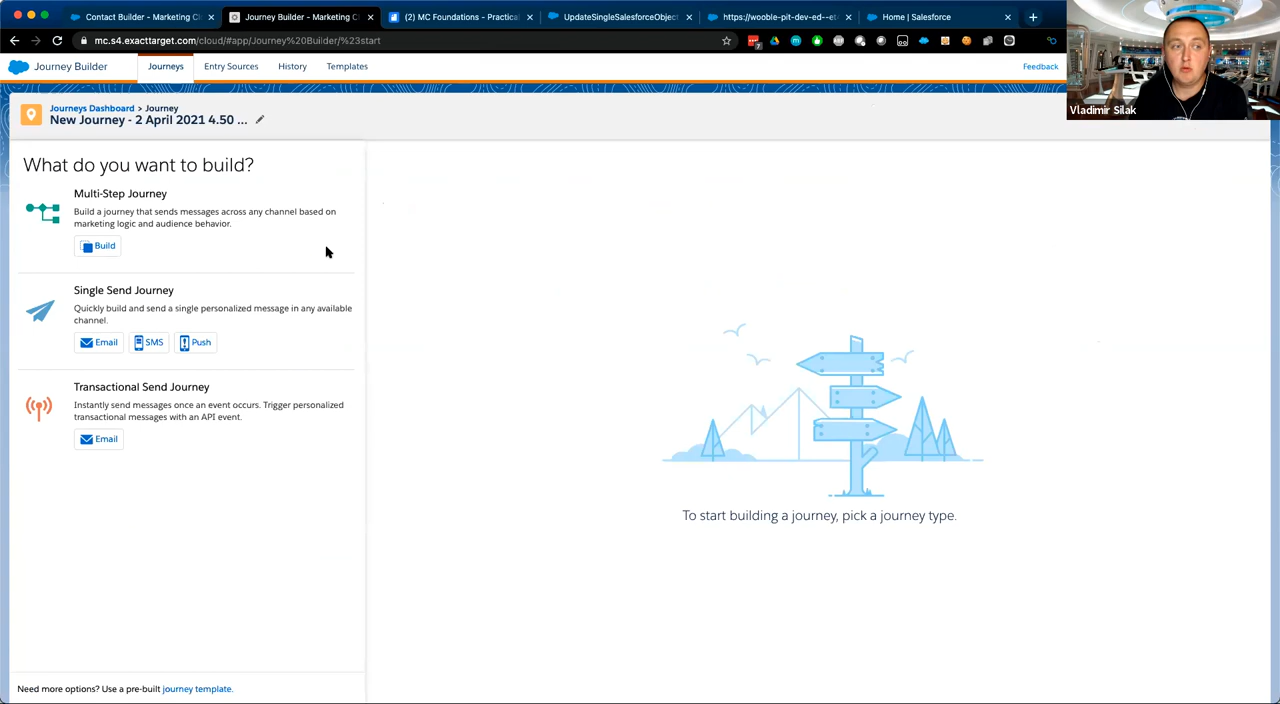 Contact Builder - Marketing Cl
Journey Builder - Marketing Cl
(2) MC Foundations - Practical
UpdateSingleSalesforceObject
https://wooble-pit-dev-ed--et4
Home | Salesforce
mc.s4.exacttarget.com/cloud/#app/Journey%20Builder/%23start
Journey Builder
Journeys
Entry Sources
History
Templates
Feedback
Vladimir Silak
Journeys Dashboard > Journey
New Journey - 2 April 2021 4.50 ...
What do you want to build?
Multi-Step Journey
Build a journey that sends messages across any channel based on
marketing logic and audience behavior.
Build
Single Send Journey
Quickly build and send a single personalized message in any available
channel.
Email
SMS
Push
Transactional Send Journey
Instantly send messages once an event occurs. Trigger personalized
transactional messages with an API event.
Email
To start building a journey, pick a journey type.
Need more options? Use a pre-built journey template.